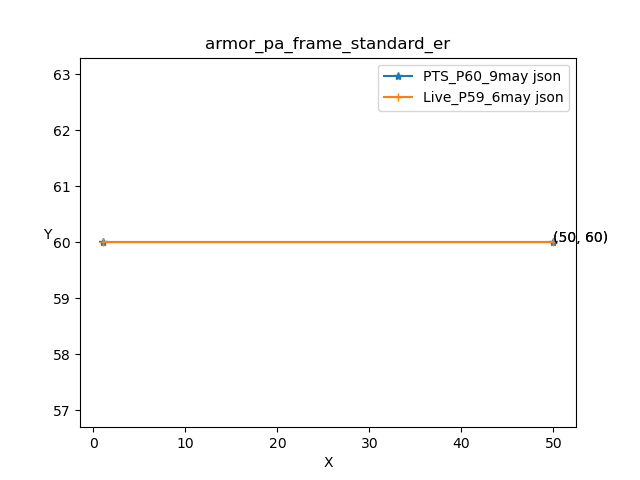 armor_pa_frame_standard_er
PTS_P60_9may json
Live_P59_6may json
63
62
61
Y
60
59
58
57
(50, 60)
0
10
20
30
40
50
X